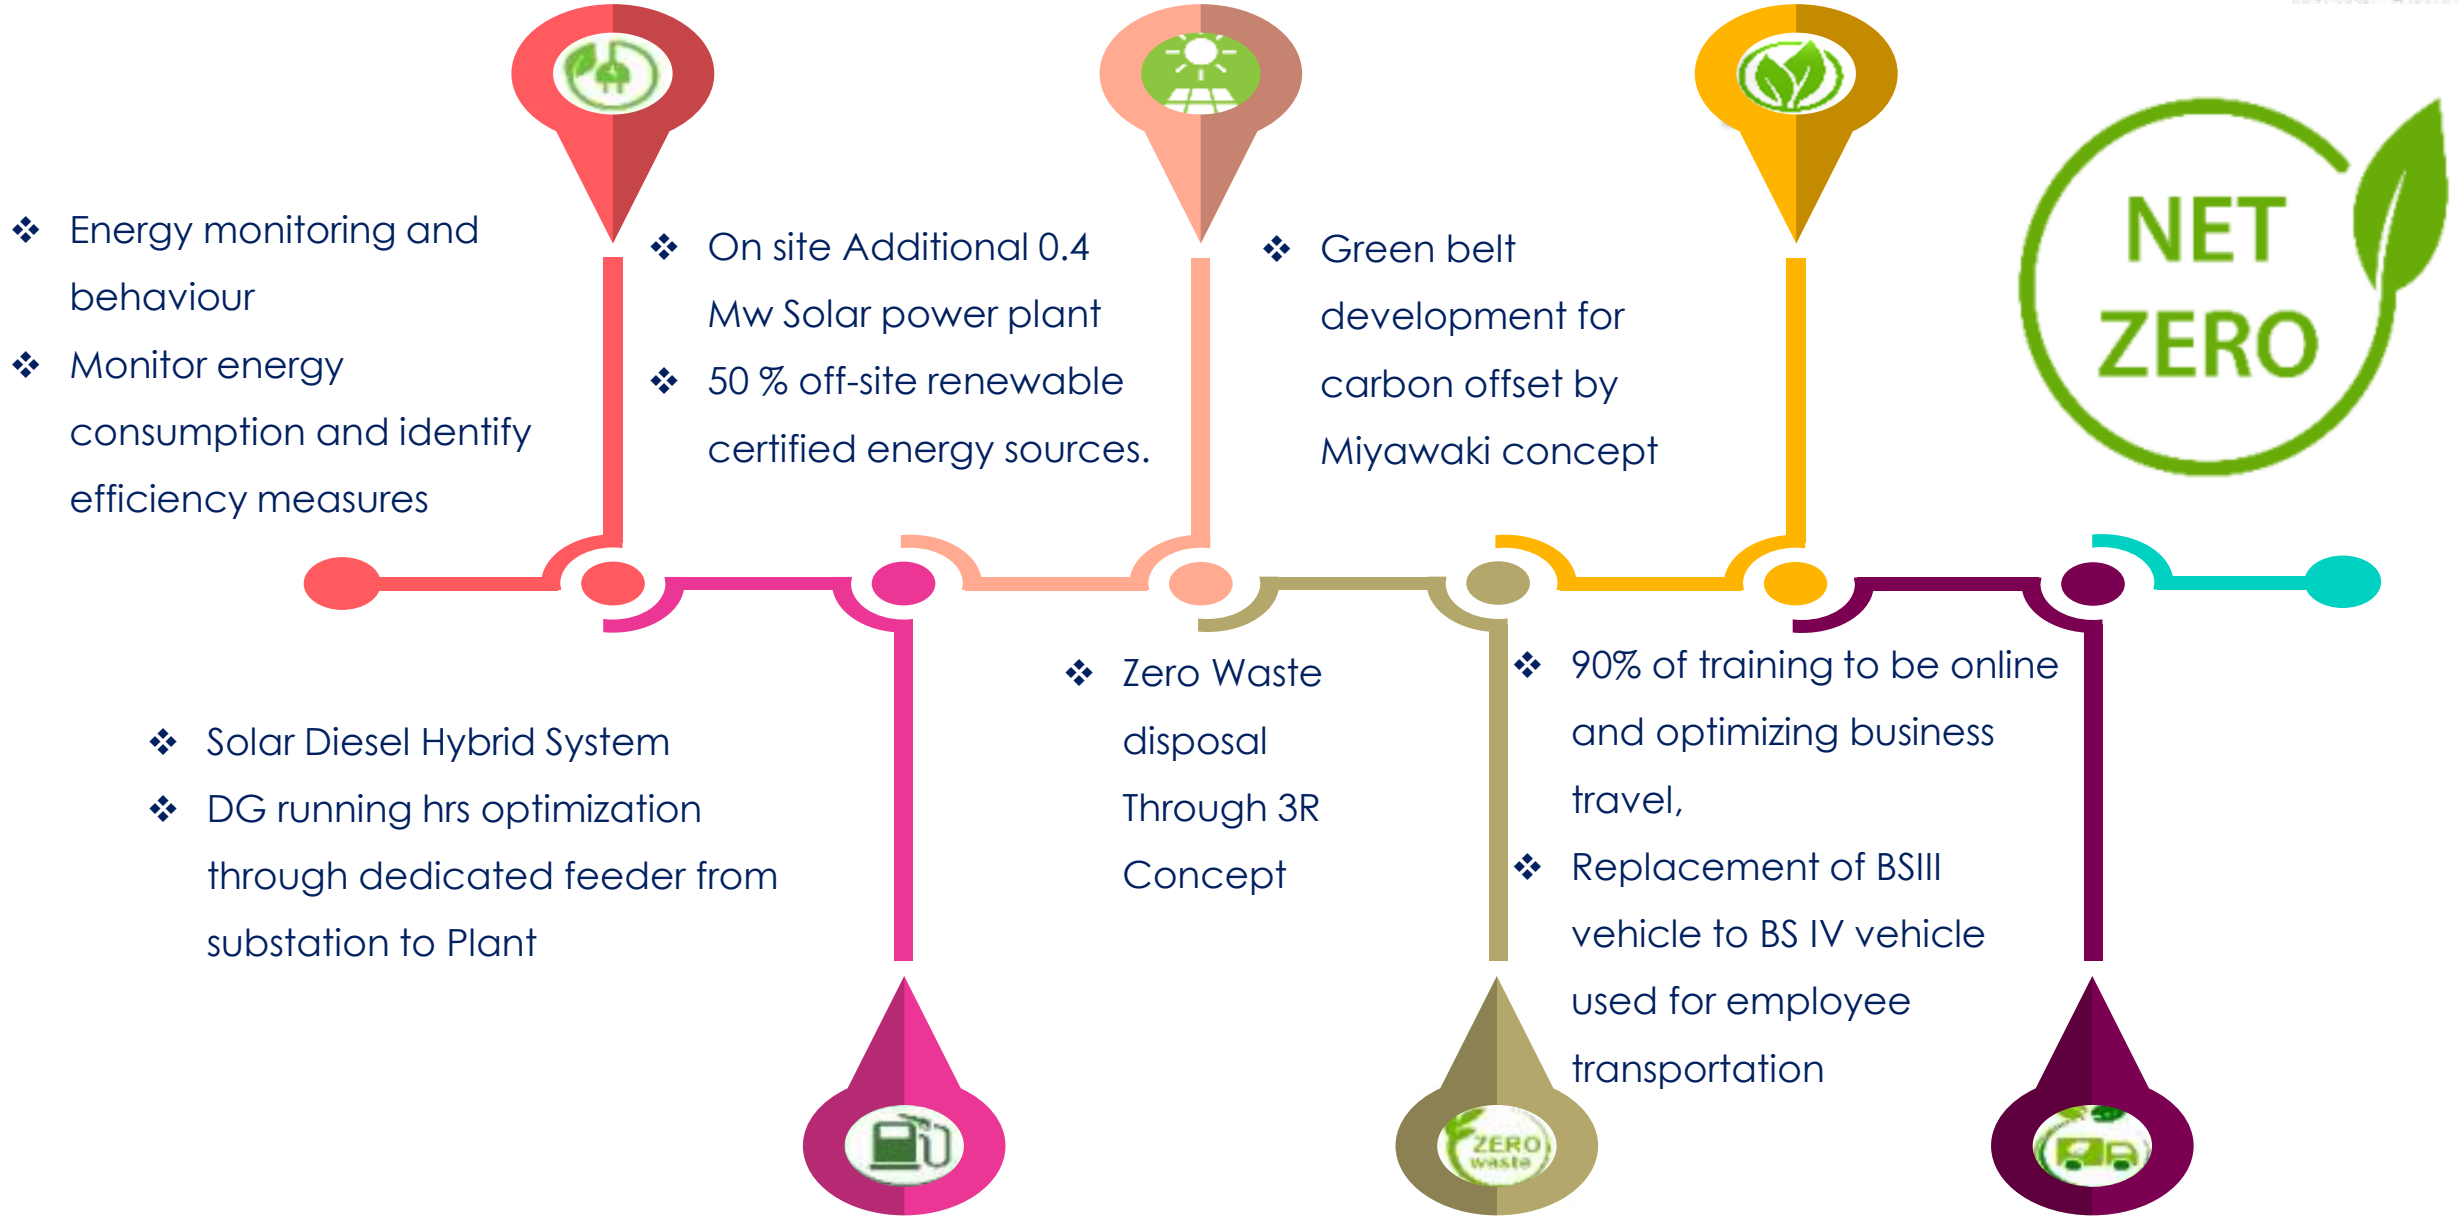 ❖ Energy monitoring and
behaviour
❖ Monitor energy
consumption and identify
efficiency measures
❖ On site Additional 0.4
Mw Solar power plant
❖ 50 % off-site renewable
certified energy sources.
❖ Green belt
development for
carbon offset by
Miyawaki concept
NET
ZERO
❖ Solar Diesel Hybrid System
❖ DG running hrs optimization
through dedicated feeder from
substation to Plant
❖ Zero Waste
disposal
Through 3R
Concept
❖ 90% of training to be online
and optimizing business
travel,
❖ Replacement of BSIII
vehicle to BS IV vehicle
used for employee
transportation
ZERO
waste